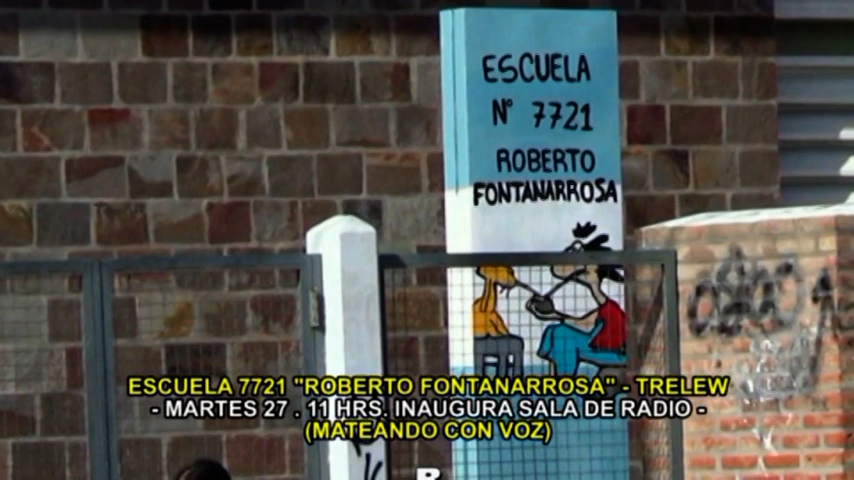 ESCUELA
N° 7721
ROBERTO
FONTANARROSA
ESCUELA 7721 "ROBERTO FONTANARROSA" - TRELEW
- MARTES 27 . 11 HRS. INAUGURA SALA DE RADIO -
(MATEANDO CON VOZ)